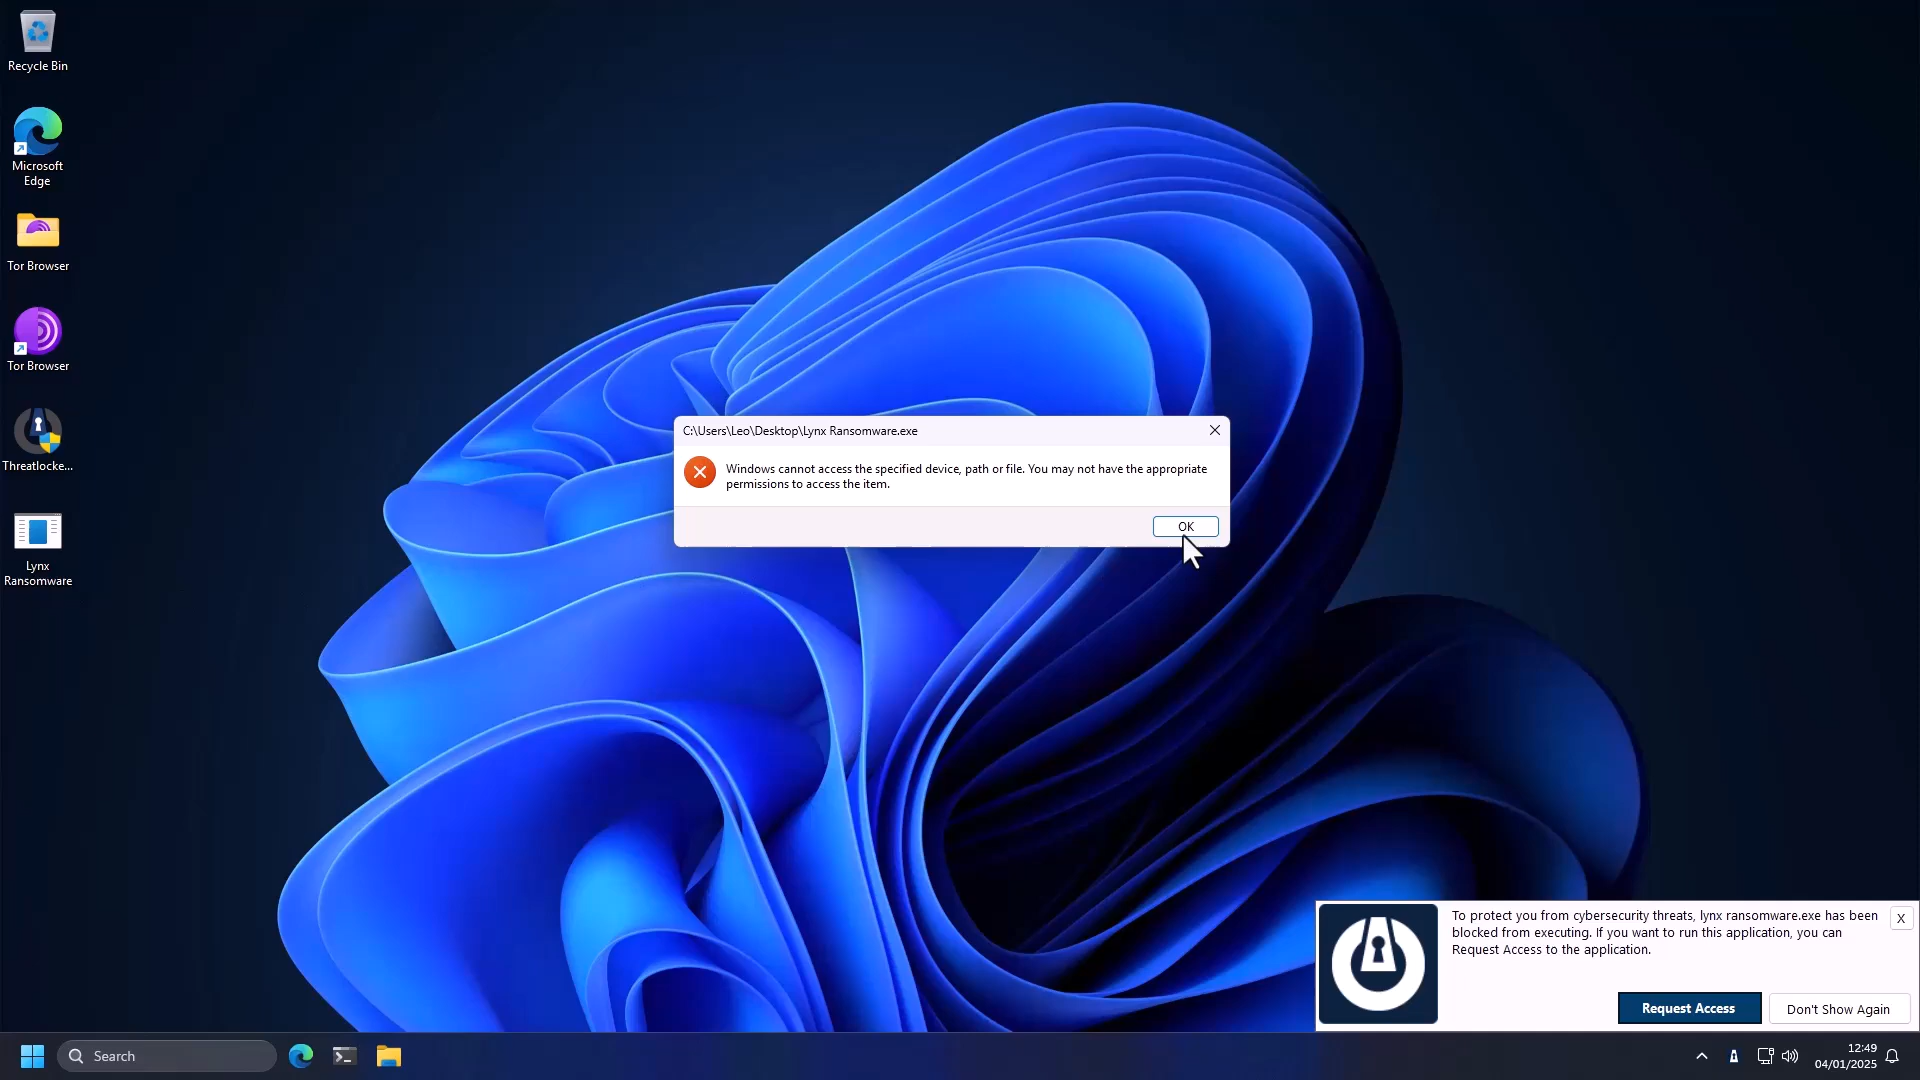 Recycle Bin
Microsoft
Edge
Tor Browser
Tor Browser
Threatlocke...
Lynx
Ransomware
C:\Users\Leo\Desktop\Lynx Ransomware.exe
Windows cannot access the specified device, path or file. You may not have the appropriate
permissions to access the item.
OK
To protect you from cybersecurity threats, lynx ransomware.exe has been
blocked from executing. If you want to run this application, you can
Request Access to the application.
X
Request Access
Don't Show Again
Search
12:49
04/01/2025